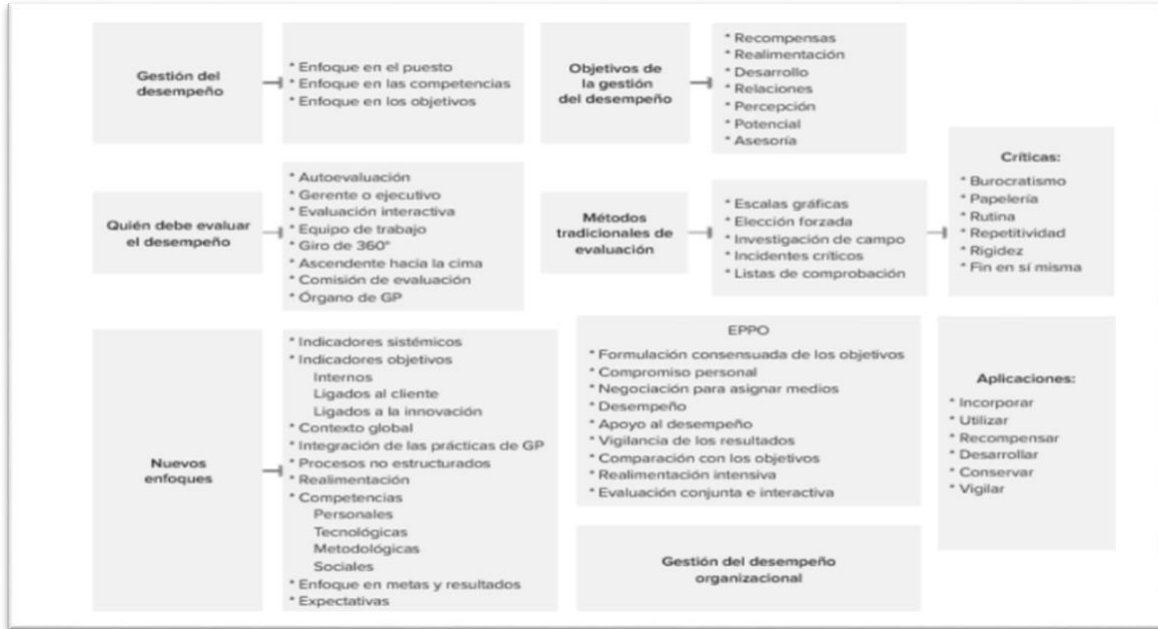 Gestión del
desempeño
* Enfoque en el puesto
* Enfoque en las competencias
* Enfoque en los objetivos
Objetivos de
la gestión
del desempeño
* Recompensas
* Realimentación
* Desarrollo
* Relaciones
* Percepción
* Potencial
* Asesoría
Quién debe evaluar
el desempeño
* Autoevaluación
* Gerente o ejecutivo
* Evaluación interactiva
* Equipo de trabajo
* Giro de 360°
* Ascendente hacia la cima
* Comisión de evaluación
* Órgano de GP
Métodos
tradicionales de
evaluación
* Escalas gráficas
* Elección forzada
* Investigación de campo
* Incidentes críticos
* Listas de comprobación
Críticas:
* Burocratismo
* Papelería
* Rutina
* Repetitividad
* Rigidez
* Fin en sí misma
Nuevos
enfoques
* Indicadores sistémicos
* Indicadores objetivos
Internos
Ligados al cliente
Ligados a la innovación
* Contexto global
* Integración de las prácticas de GP
* Procesos no estructurados
* Realimentación
* Competencias
Personales
Tecnológicas
Metodológicas
Sociales
* Enfoque en metas y resultados
* Expectativas
EPPO
* Formulación consensuada de los objetivos
* Compromiso personal
* Negociación para asignar medios
* Desempeño
* Apoyo al desempeño
* Vigilancia de los resultados
* Comparación con los objetivos
* Realimentación intensiva
* Evaluación conjunta e interactiva
Gestión del desempeño
organizacional
Aplicaciones:
* Incorporar
* Utilizar
* Recompensar
* Desarrollar
* Conservar
* Vigilar